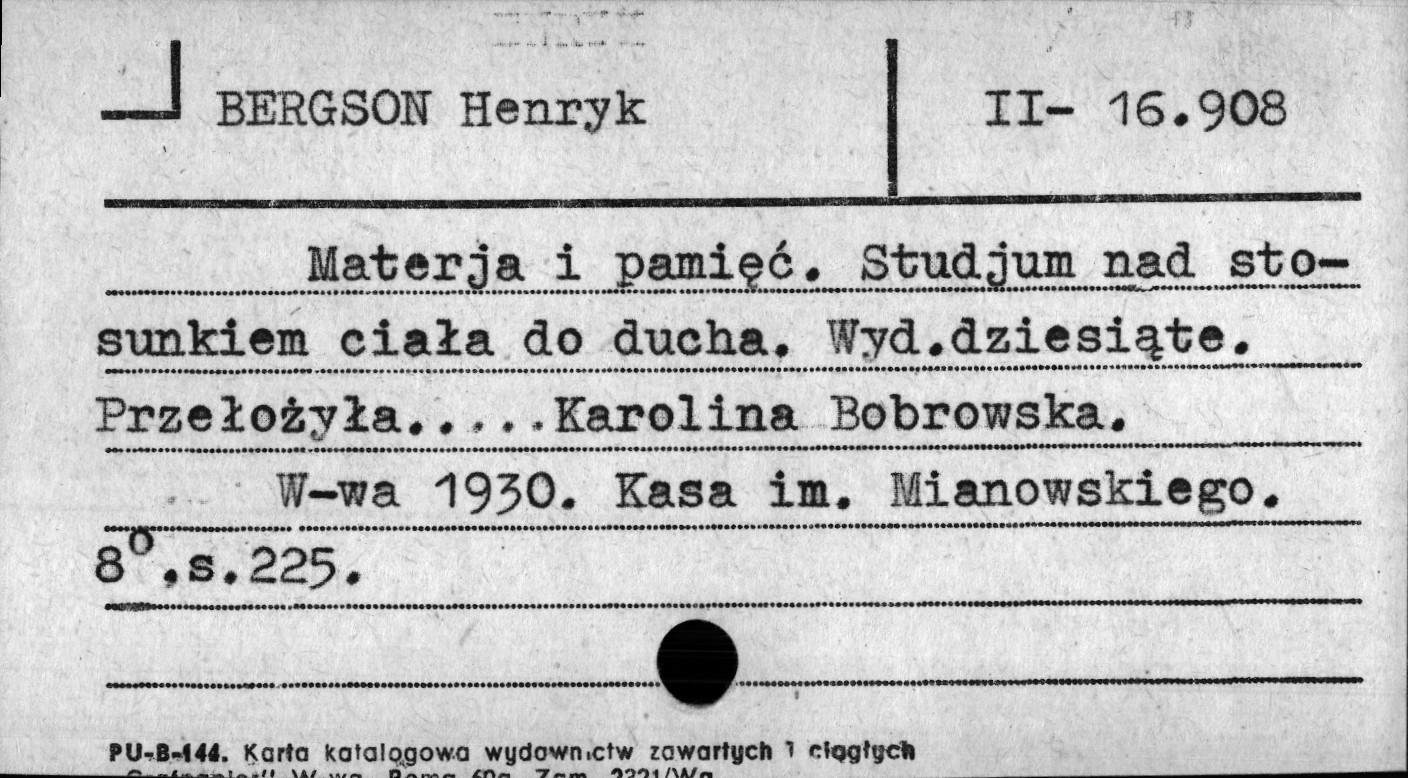 BERGSON Henryk
II- 16.908
Materja i pamięć. Studjum nad sto-
sunkiem ciała do ducha. Wyd.dziesiąte.
Przełożyła.....Karolina Bobrowska.
W-wa 1930. Kasa im. Mianowskiego.
8°.s.225.
PU-B-144. Karta katalogowa wydawnictw zawartych i ciągłych